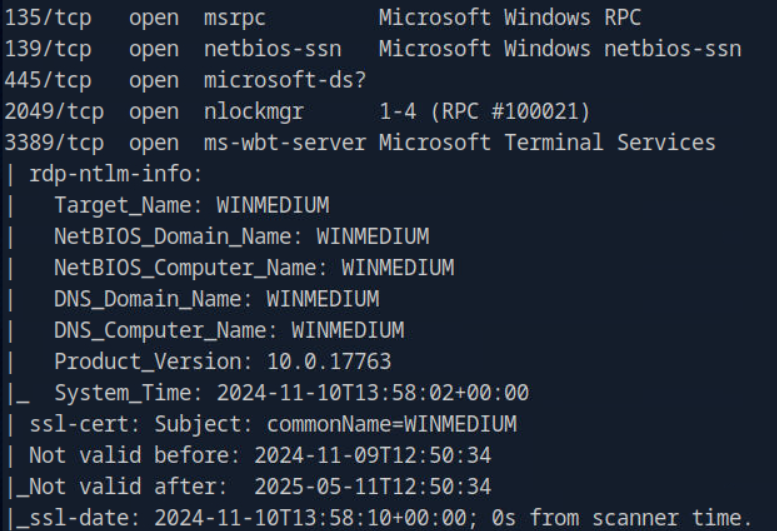 135/tcp  open  msrpc         Microsoft Windows RPC
139/tcp  open  netbios-ssn   Microsoft Windows netbios-ssn
445/tcp  open  microsoft-ds?
2049/tcp open  nlockmgr      1-4 (RPC #100021)
3389/tcp open  ms-wbt-server Microsoft Terminal Services
| rdp-ntlm-info:
|   Target_Name: WINMEDIUM
|   NetBIOS_Domain_Name: WINMEDIUM
|   NetBIOS_Computer_Name: WINMEDIUM
|   DNS_Domain_Name: WINMEDIUM
|   DNS_Computer_Name: WINMEDIUM
|   Product_Version: 10.0.17763
|_  System_Time: 2024-11-10T13:58:02+00:00
| ssl-cert: Subject: commonName=WINMEDIUM
| Not valid before: 2024-11-09T12:50:34
|_Not valid after:  2025-05-11T12:50:34
|_ssl-date: 2024-11-10T13:58:10+00:00; 0s from scanner time.